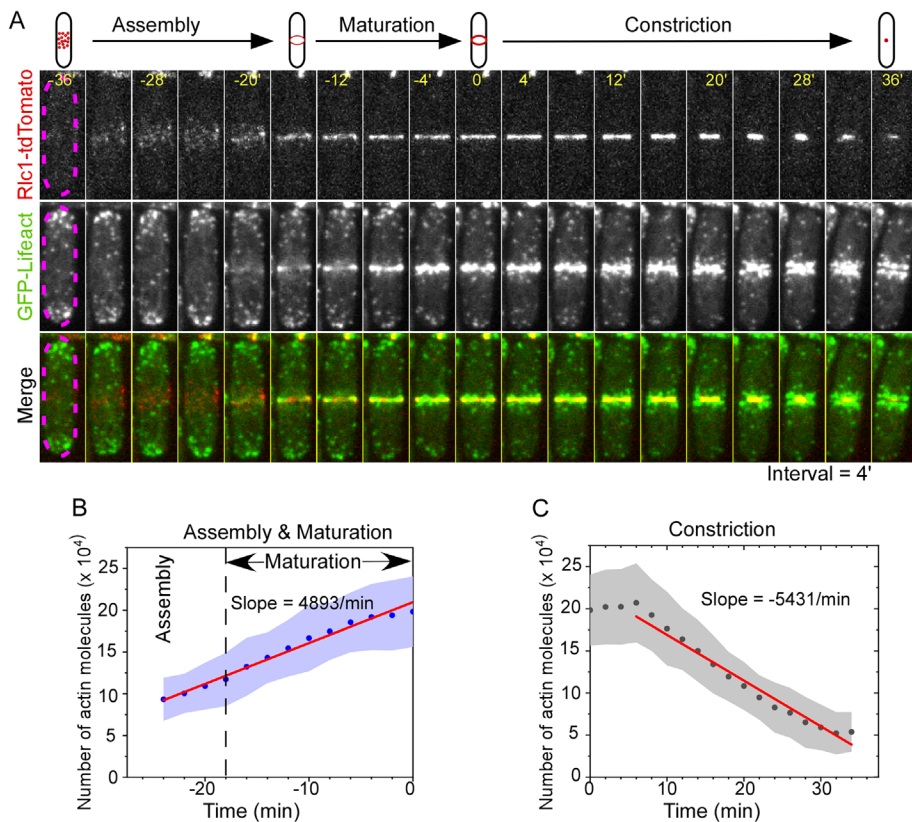 A
Assembly
Maturation
Constriction
Rlc1-tdTomato
-36'
-28'
-20'
-4'
0
4'
12'
20'
28'
36'
GFP-Lifeact
Merge
Interval = 4'
B
Assembly & Maturation
Number of actin molecules (x 10⁴)
25
20
15
10
5
0
Assembly
Maturation
Slope = 4893/min
-20
-10
0
Time (min)
C
Constriction
Number of actin molecules (x 10⁴)
25
20
15
10
5
0
Slope = -5431/min
0
10
20
30
Time (min)